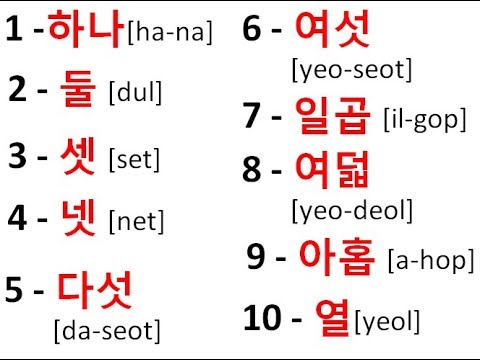 1 -하나[ha-na]
2 - 둘 [dul]
3 - 셋 [set]
4 - 넷 [net]
5 - 다섯
[da-seot]
6 - 여섯
[yeo-seot]
7 - 일곱 [il-gop]
8 - 여덟
[yeo-deol]
9 - 아홉 [a-hop]
10 - 열[yeol]